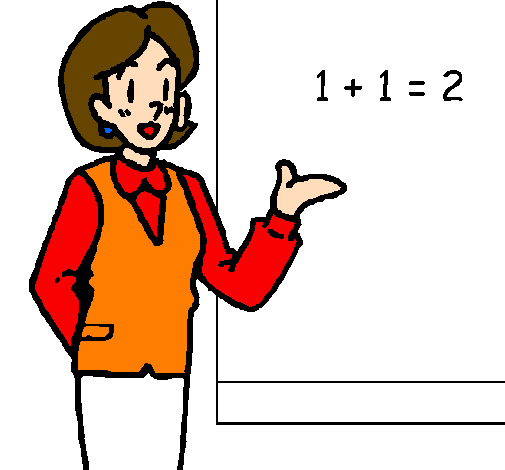 1 + 1 = 2